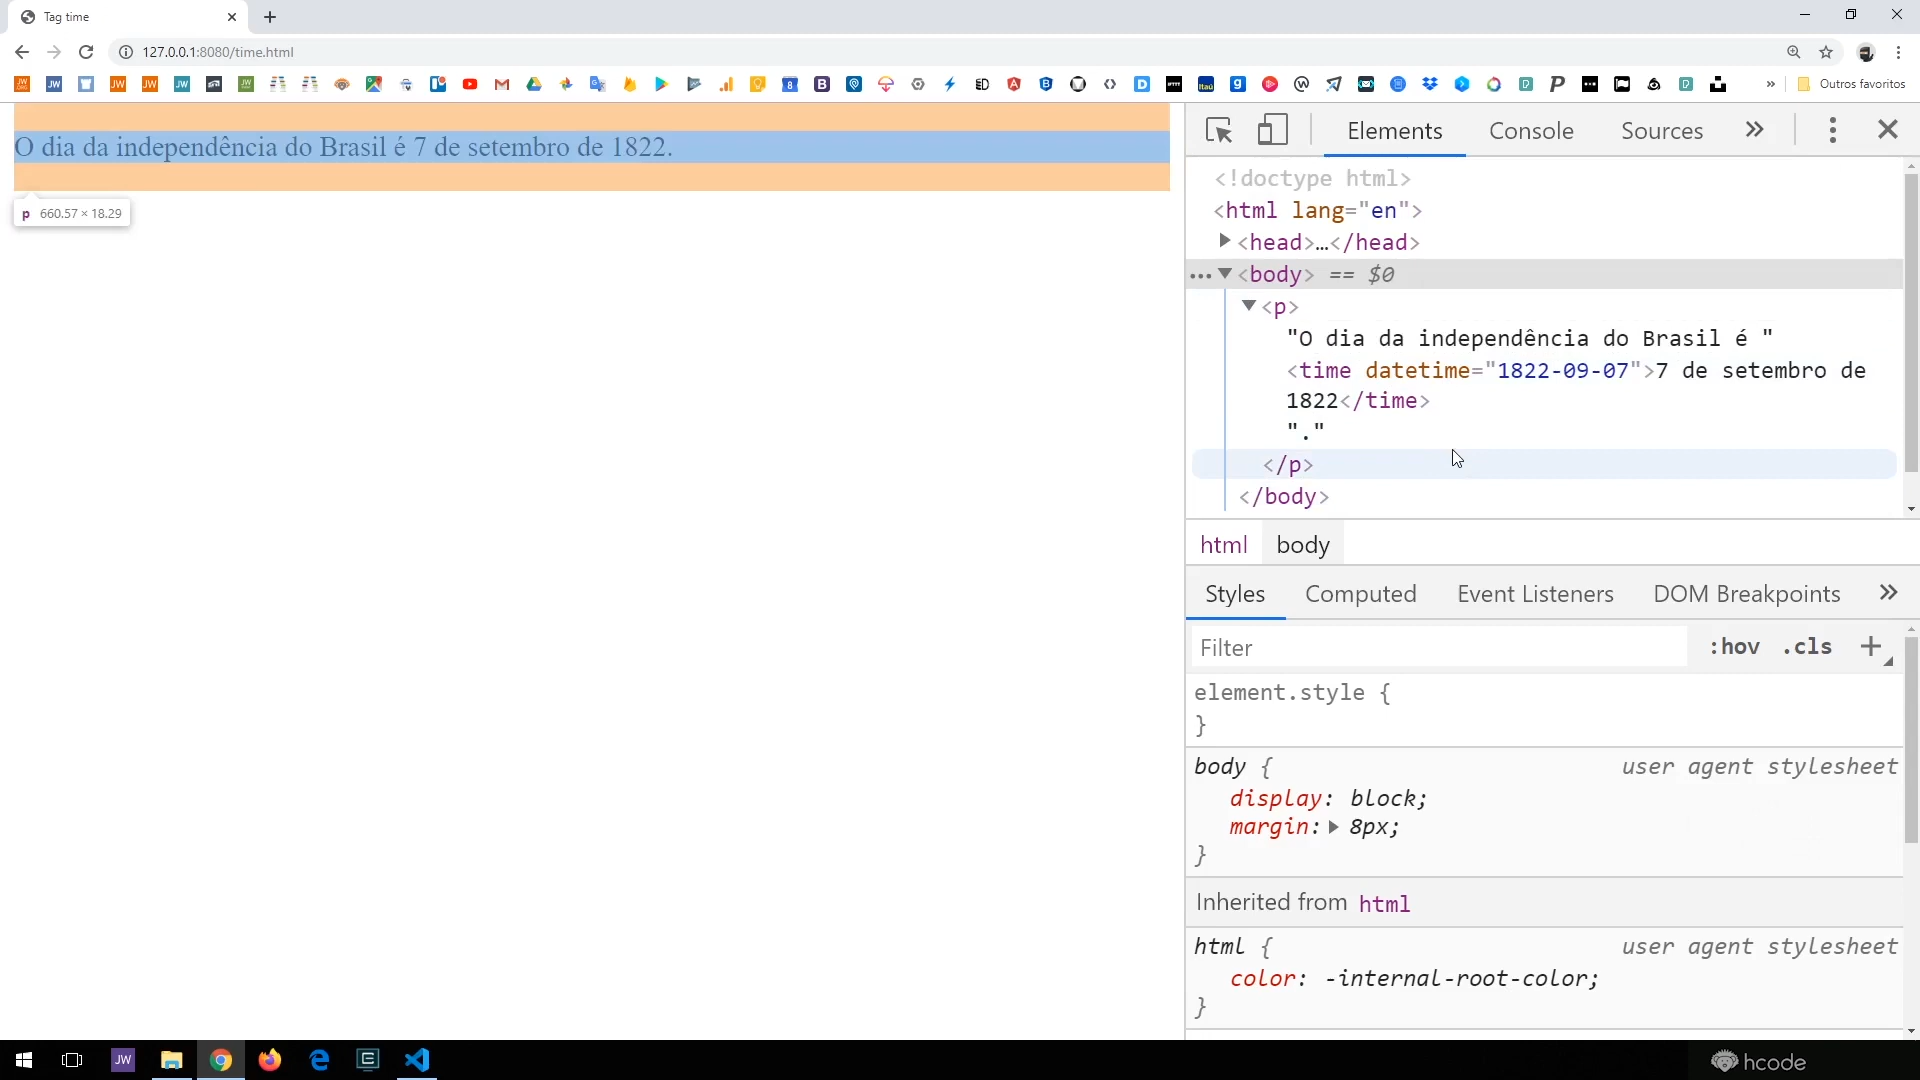 Tag time
127.0.0.1:8080/time.html
Outros favoritos
O dia da independência do Brasil é 7 de setembro de 1822.
p 660.57 × 18.29
Elements Console Sources
<!doctype html>
<html lang="en">
<head>…</head>
<body> == $0
<p>
"O dia da independência do Brasil é "
<time datetime="1822-09-07">7 de setembro de
1822</time>
"."
</p>
</body>
html body
Styles Computed Event Listeners DOM Breakpoints
Filter :hov .cls
element.style {
}
body { user agent stylesheet
display: block;
margin: 8px;
}
Inherited from html
html { user agent stylesheet
color: -internal-root-color;
}
JW
hcode